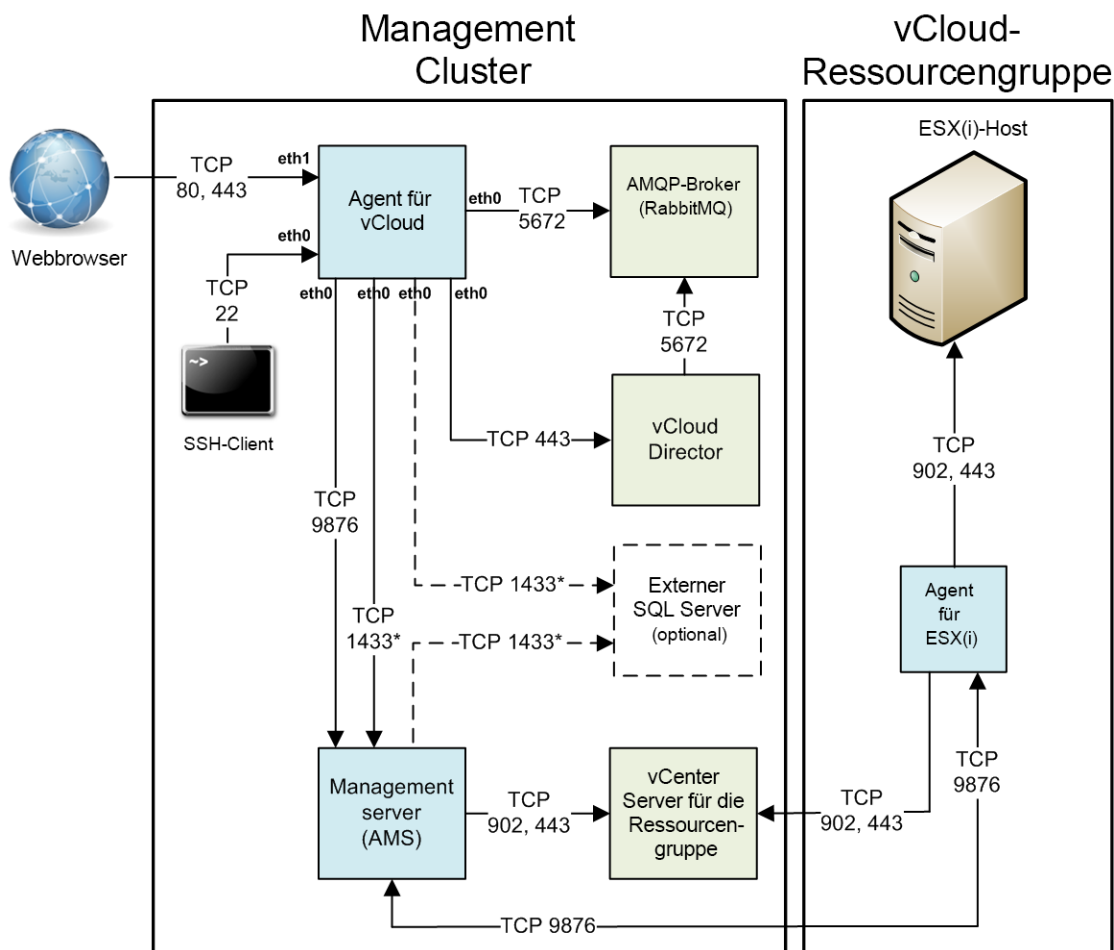 Management
Cluster
vCloud-
Ressourcengruppe
Webbrowser
TCP
80, 443
eth1
eth0
TCP
22
SSH-Client
Agent für
vCloud
eth0
eth0
eth0
eth0
eth0
TCP
5672
AMQP-Broker
(RabbitMQ)
TCP
5672
TCP 443
vCloud
Director
TCP
9876
TCP
1433*
TCP 1433*
TCP 1433*
Externer
SQL Server
(optional)
Management
server
(AMS)
TCP
902, 443
vCenter
Server für die
Ressourcen-
gruppe
TCP 9876
ESX(i)-Host
TCP
902, 443
Agent
für
ESX(i)
TCP
902, 443
TCP
9876
~>